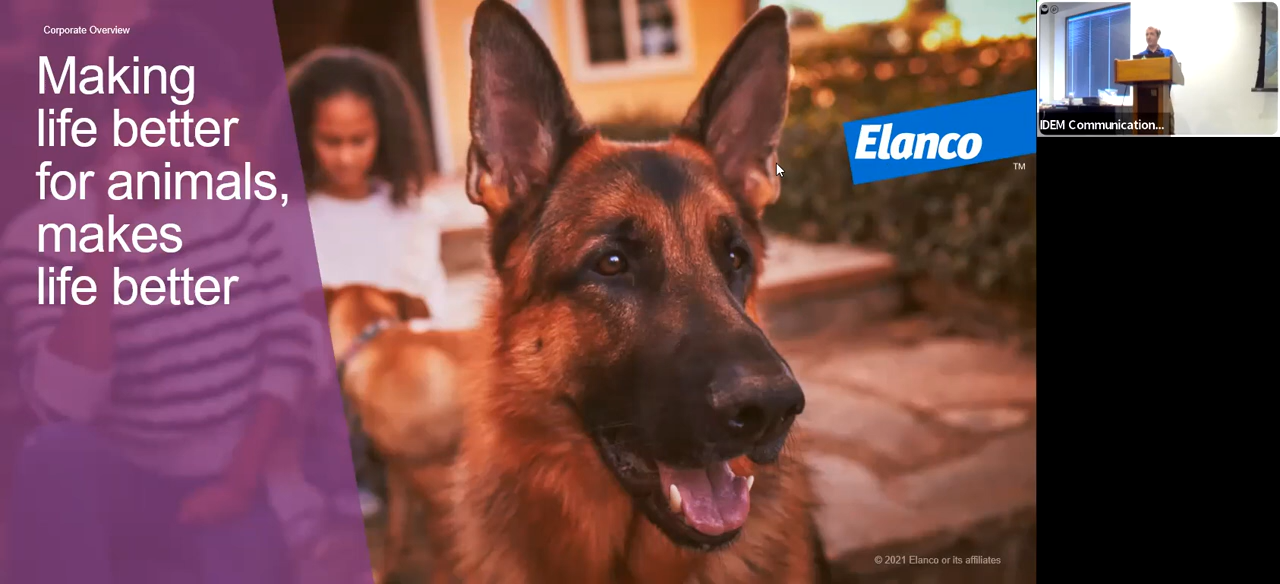 Corporate Overview
Making
life better
for animals,
makes
life better
Elanco
TM
© 2021 Elanco or its affiliates
IDEM Communication...